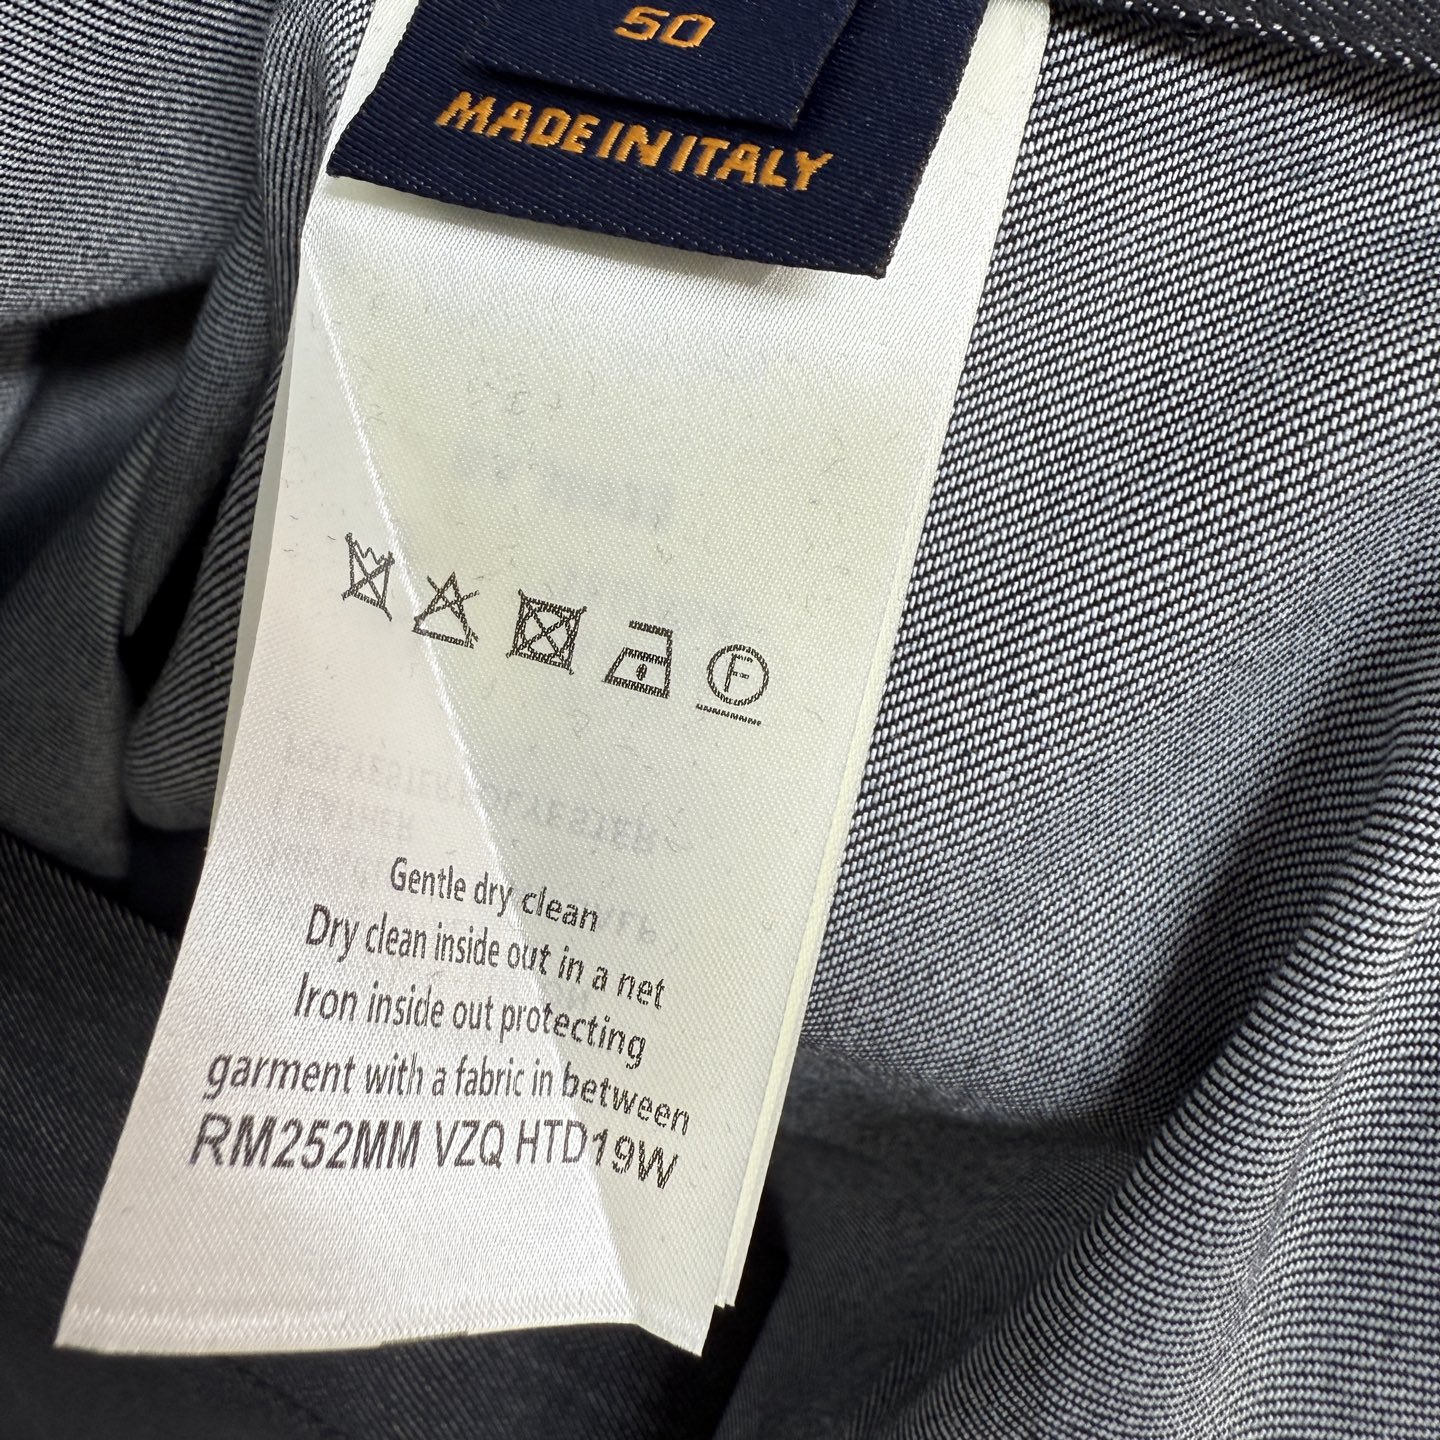 50
MADE IN ITALY
F
Gentle dry clean
Dry clean inside out in a net
Iron inside out protecting
garment with a fabric in between
RM252MM VZQ HTD19W